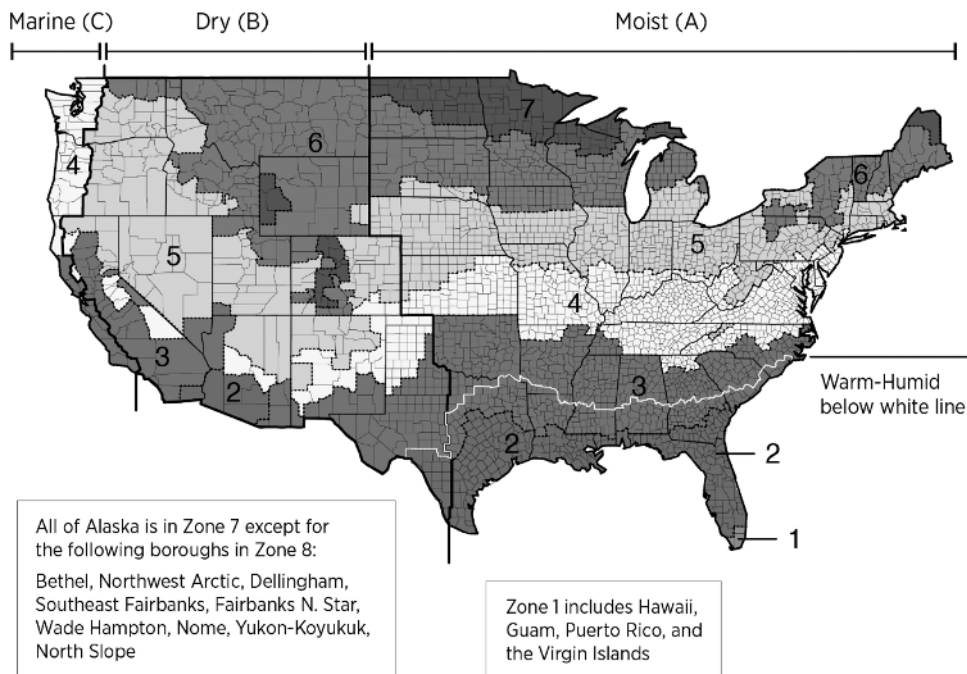 Marine (C)
Dry (B)
Moist (A)
7
6
4
6
5
5
4
3
3
2
2
Warm-Humid
below white line
2
1
All of Alaska is in Zone 7 except for
the following boroughs in Zone 8:
Bethel, Northwest Arctic, Dellingham,
Southeast Fairbanks, Fairbanks N. Star,
Wade Hampton, Nome, Yukon-Koyukuk,
North Slope
Zone 1 includes Hawaii,
Guam, Puerto Rico, and
the Virgin Islands